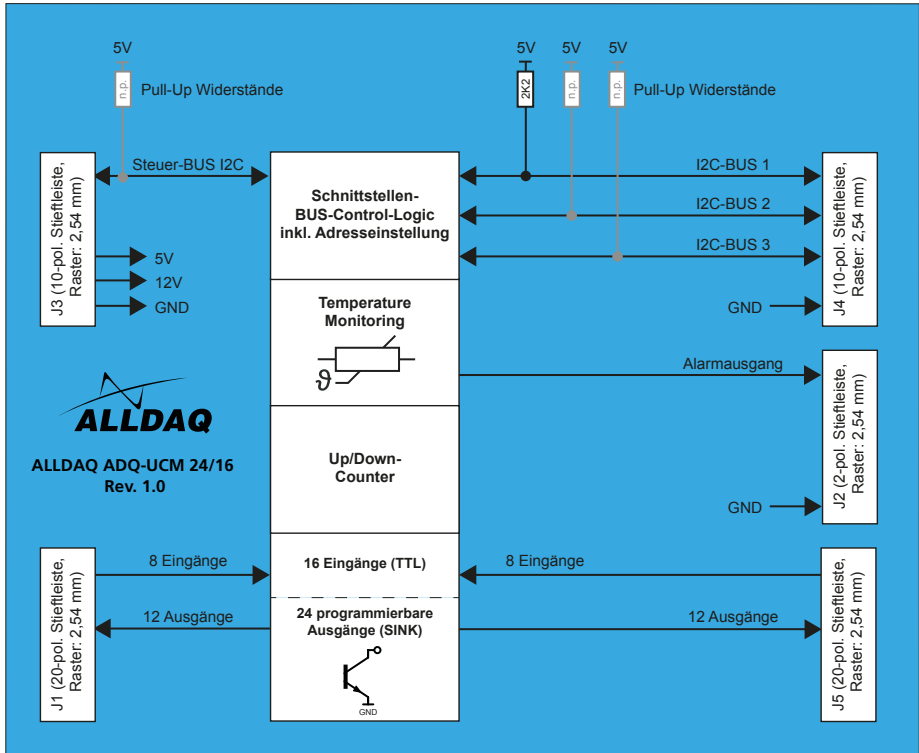 5V
5V
5V
5V
n.p.
Pull-Up Widerstände
2K2
n.p.
n.p.
Pull-Up Widerstände
J3 (10-pol. Stieftleiste,
Raster: 2,54 mm)
Steuer-BUS I2C
5V
12V
GND
Schnittstellen-
BUS-Control-Logic
inkl. Adresseinstellung
I2C-BUS 1
I2C-BUS 2
I2C-BUS 3
GND
J4 (10-pol. Stieftleiste,
Raster: 2,54 mm)
Temperature
Monitoring
ϑ
Alarmausgang
GND
J2 (2-pol. Stieftleiste,
Raster: 2,54 mm)
ALLDAQ
ALLDAQ ADQ-UCM 24/16
Rev. 1.0
Up/Down-
Counter
J1 (20-pol. Stieftleiste,
Raster: 2,54 mm)
8 Eingänge
12 Ausgänge
16 Eingänge (TTL)
24 programmierbare
Ausgänge (SINK)
GND
8 Eingänge
12 Ausgänge
J5 (20-pol. Stieftleiste,
Raster: 2,54 mm)